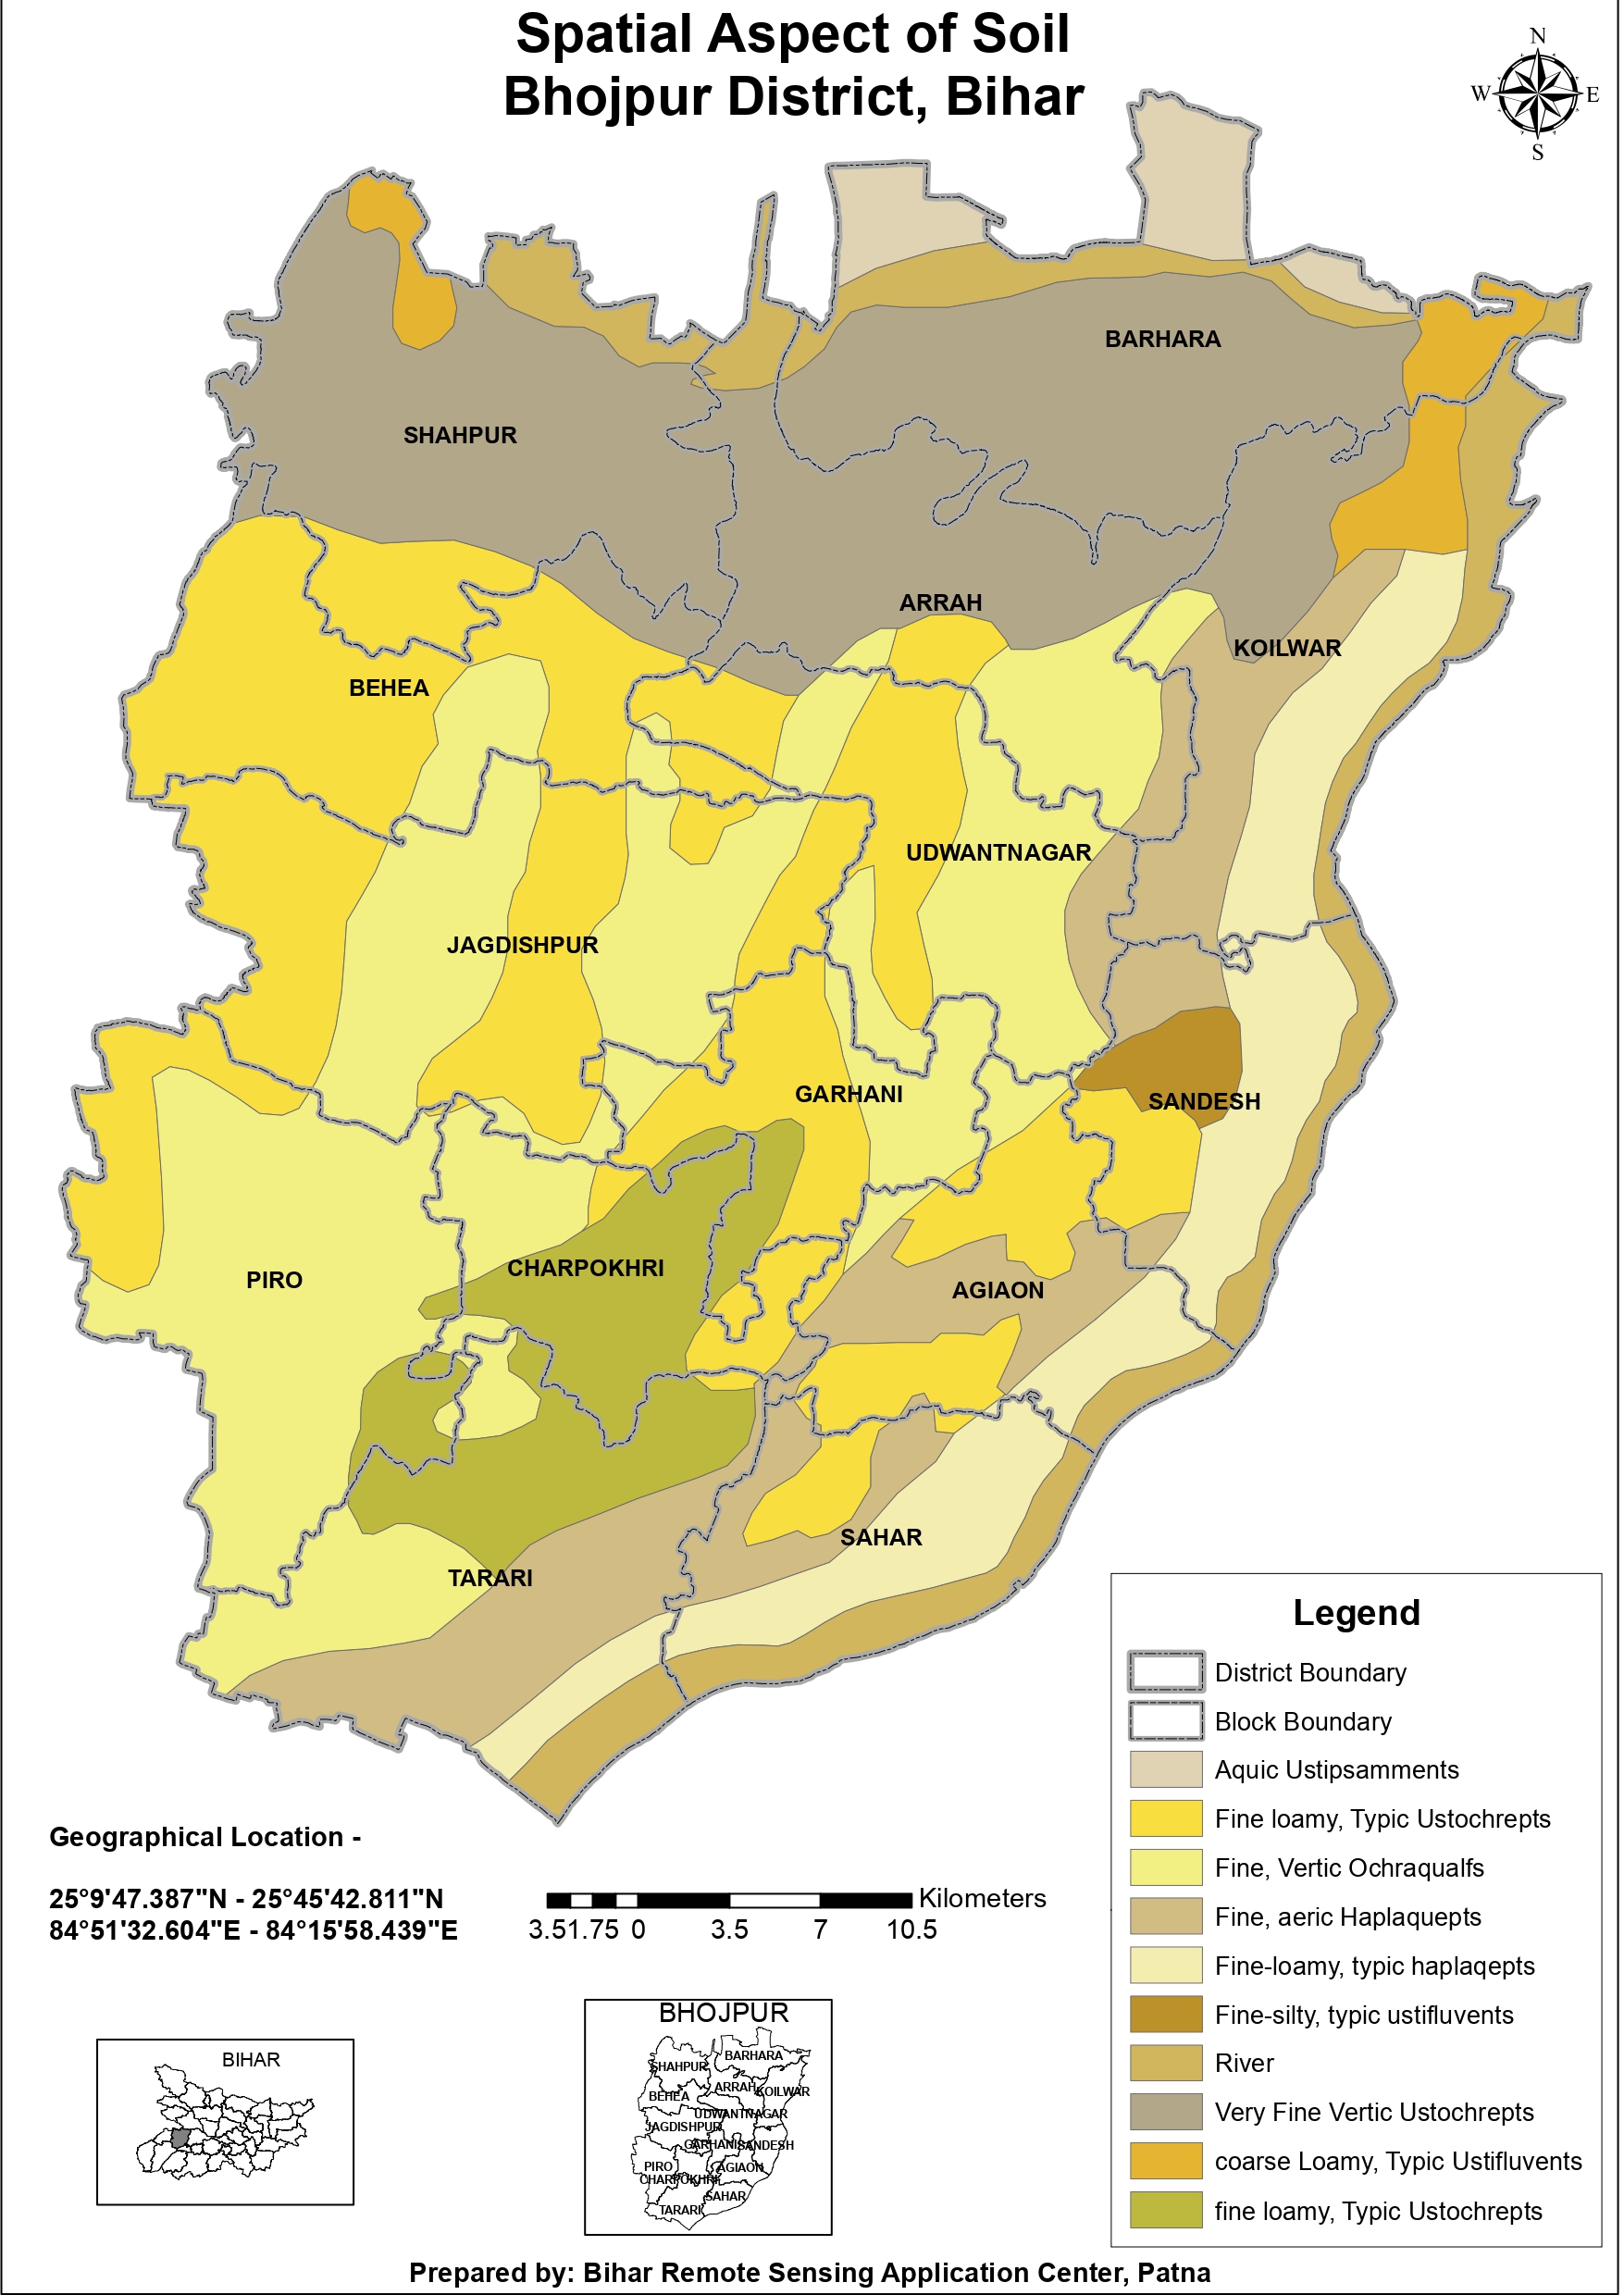 Spatial Aspect of Soil
Bhojpur District, Bihar
N
W E
S
BARHARA
SHAHPUR
ARRAH
KOILWAR
BEHEA
UDWANTNAGAR
JAGDISHPUR
GARHANI
SANDESH
CHARPOKHRI
PIRO
AGIAON
SAHAR
TARARI
Legend
District Boundary
Block Boundary
Aquic Ustipsamments
Fine loamy, Typic Ustochrepts
Fine, Vertic Ochraqualfs
Fine, aeric Haplaquepts
Fine-loamy, typic haplaqepts
Fine-silty, typic ustifluvents
River
Very Fine Vertic Ustochrepts
coarse Loamy, Typic Ustifluvents
fine loamy, Typic Ustochrepts
Geographical Location -
25°9'47.387"N - 25°45'42.811"N
84°51'32.604"E - 84°15'58.439"E
Kilometers
3.51.75 0 3.5 7 10.5
BIHAR
BHOJPUR
BARHARA
SHAHPUR
ARRAH
KOILWAR
BEHEA
UDWANTNAGAR
JAGDISHPUR
GARHANI
SANDESH
PIRO
AGIAON
CHARPOKHRI
SAHAR
TARARI
Prepared by: Bihar Remote Sensing Application Center, Patna